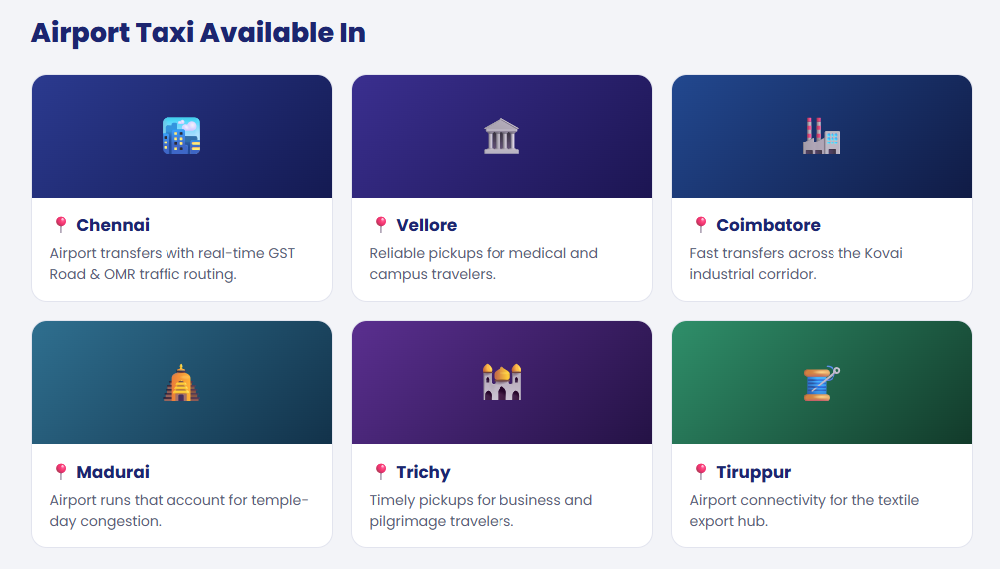 Airport Taxi Available In
Chennai
Airport transfers with real-time GST
Road & OMR traffic routing.
Vellore
Reliable pickups for medical and
campus travelers.
Coimbatore
Fast transfers across the Kovai
industrial corridor.
Madurai
Airport runs that account for temple-
day congestion.
Trichy
Timely pickups for business and
pilgrimage travelers.
Tiruppur
Airport connectivity for the textile
export hub.